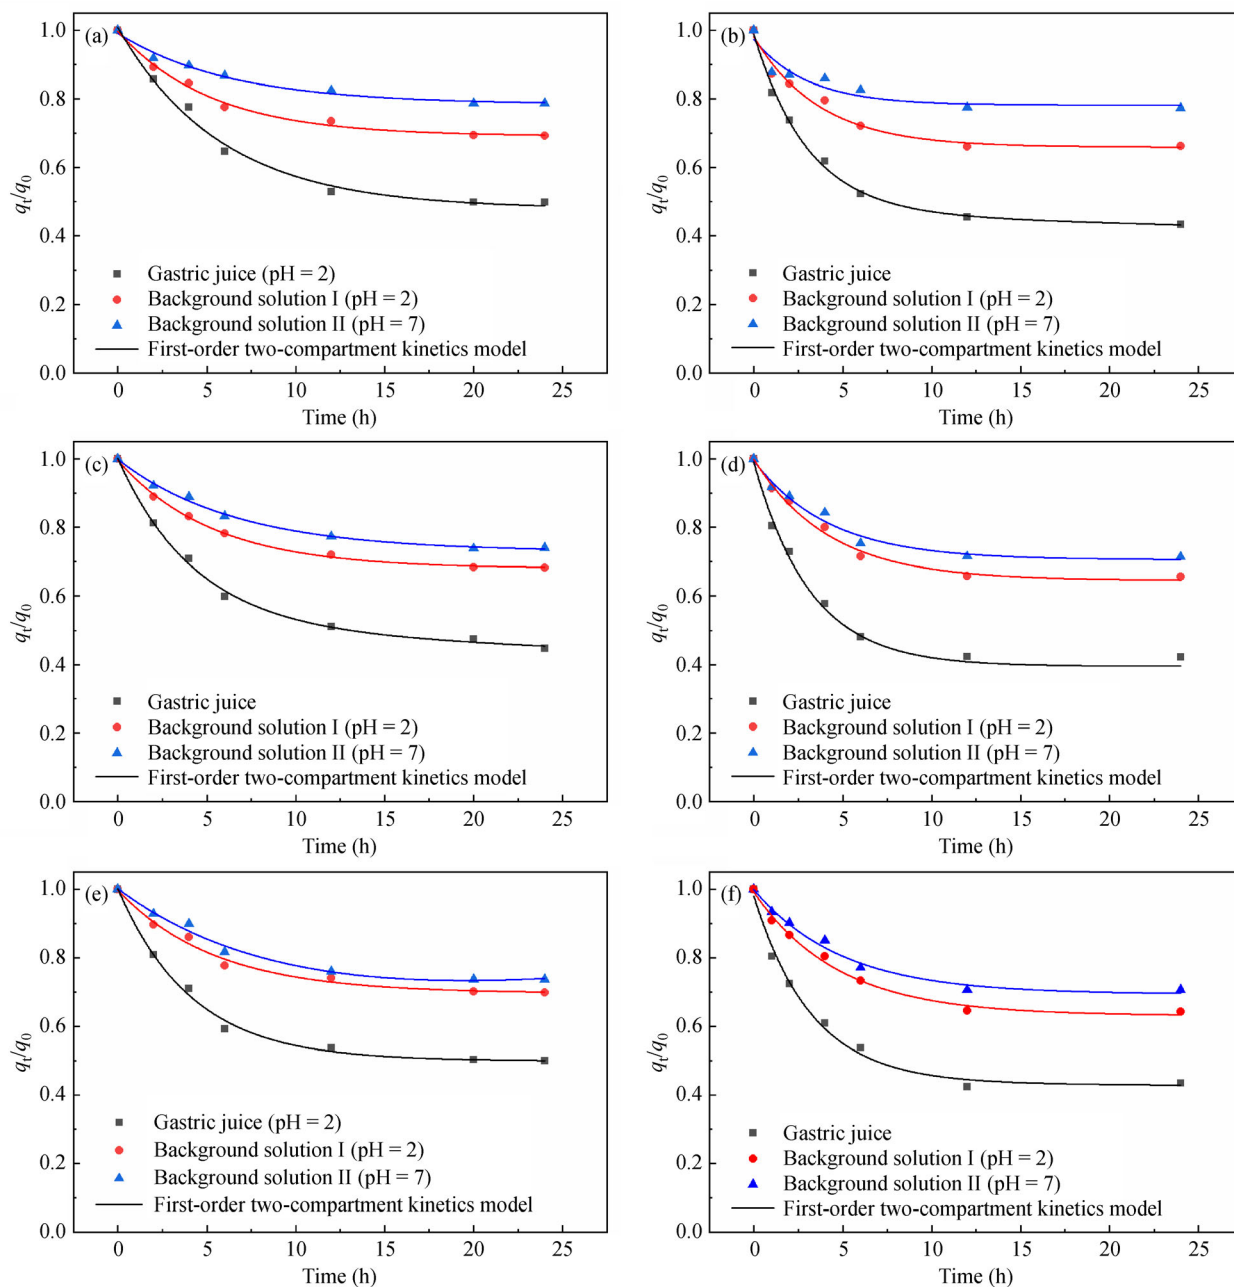 (a)
1.0
0.8
0.6
0.4
0.2
0.0
qt/q0
Gastric juice (pH = 2)
Background solution I (pH = 2)
Background solution II (pH = 7)
First-order two-compartment kinetics model
0 5 10 15 20 25
Time (h)
(b)
1.0
0.8
0.6
0.4
0.2
0.0
qt/q0
Gastric juice
Background solution I (pH = 2)
Background solution II (pH = 7)
First-order two-compartment kinetics model
0 5 10 15 20 25
Time (h)
(c)
1.0
0.8
0.6
0.4
0.2
0.0
qt/q0
Gastric juice
Background solution I (pH = 2)
Background solution II (pH = 7)
First-order two-compartment kinetics model
0 5 10 15 20 25
Time (h)
(d)
1.0
0.8
0.6
0.4
0.2
0.0
qt/q0
Gastric juice
Background solution I (pH = 2)
Background solution II (pH = 7)
First-order two-compartment kinetics model
0 5 10 15 20 25
Time (h)
(e)
1.0
0.8
0.6
0.4
0.2
0.0
qt/q0
Gastric juice (pH = 2)
Background solution I (pH = 2)
Background solution II (pH = 7)
First-order two-compartment kinetics model
0 5 10 15 20 25
Time (h)
(f)
1.0
0.8
0.6
0.4
0.2
0.0
qt/q0
Gastric juice
Background solution I (pH = 2)
Background solution II (pH = 7)
First-order two-compartment kinetics model
0 5 10 15 20 25
Time (h)